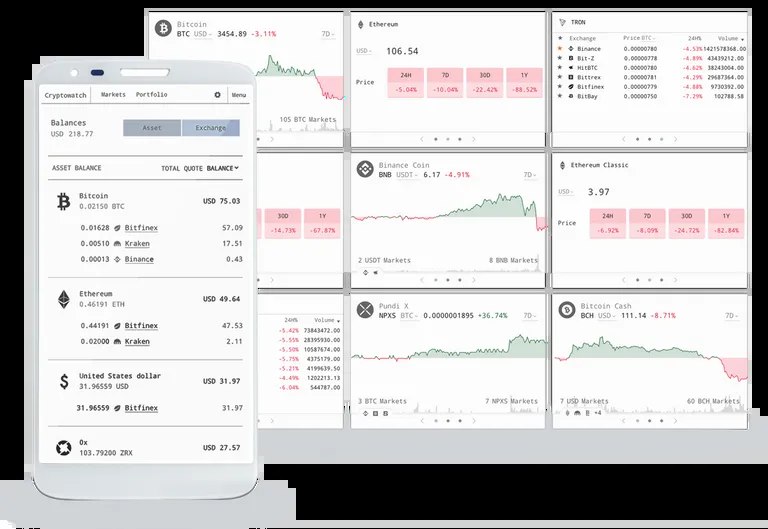 Cryptowatch Markets Portfolio Menu
Balances
USD 218.77
Asset Exchange
ASSET BALANCE TOTAL QUOTE BALANCE
Bitcoin
0.02150 BTC
USD 75.03
0.01628 Bitfinex 57.09
0.00510 Kraken 17.51
0.00013 Binance 0.43
Ethereum
0.46191 ETH
USD 49.64
0.44191 Bitfinex 47.53
0.02000 Kraken 2.11
United States dollar
31.96559 USD
USD 31.97
31.96559 Bitfinex 31.97
0x
103.79200 ZRX
USD 27.57
Bitcoin
BTC USD 3454.89 -3.11% 7D
105 BTC Markets
Ethereum
USD 106.54
Price
24H 7D 30D 1Y
-5.04% -10.04% -22.42% -88.52%
TRON
Exchange Price BTC 24H% Volume
Binance 0.00000780 -4.53% 1421578368.00
Bit-Z 0.00000778 -4.89% 43439212.00
HitBTC 0.00000780 -4.62% 38243004.00
Bittrex 0.00000781 -4.29% 29687364.00
Bitfinex 0.00000779 -4.88% 9730392.00
BitBay 0.00000750 -7.29% 102788.58
30D 1Y
-14.73% -67.87%
Binance Coin
BNB USDT 6.17 -4.91% 7D
2 USDT Markets 8 BNB Markets
Ethereum Classic
USD 3.97
Price
24H 7D 30D 1Y
-6.92% -8.09% -24.72% -82.84%
24H% Volume
-5.42% 73843472.00
-5.55% 28395930.00
-5.50% 10587674.00
-5.75% 4375179.00
-5.21% 4199639.50
-4.49% 1202213.13
-6.04% 544787.00
Pundi X
NPXS BTC 0.0000001895 +36.74% 7D
3 BTC Markets 7 NPXS Markets
Bitcoin Cash
BCH USD 111.14 -8.71% 7D
7 USD Markets 60 BCH Markets
+4